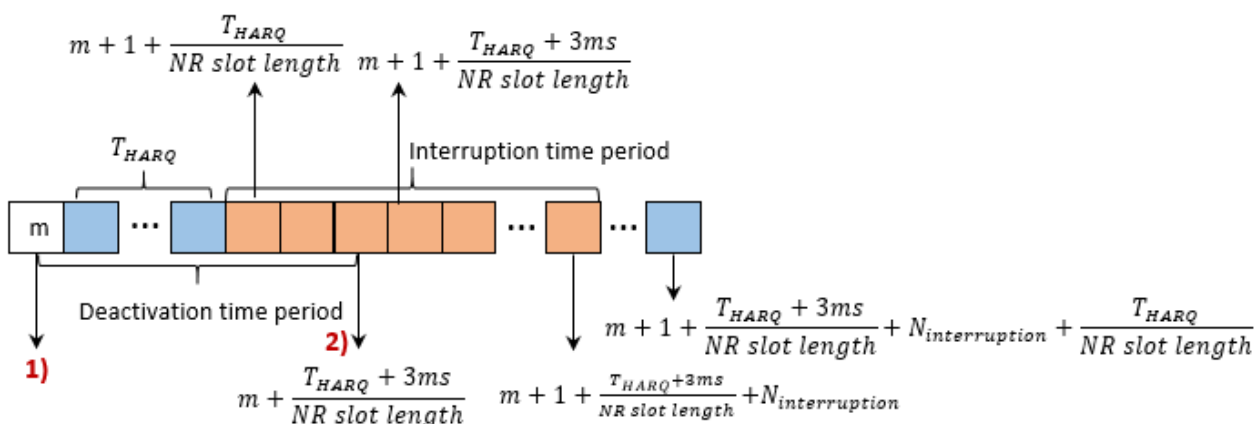 m + 1 + T_HARQ / NR slot length
m + 1 + (T_HARQ + 3ms) / NR slot length
T_HARQ
Interruption time period
m
...
...
...
Deactivation time period
1)
2)
m + 1 + (T_HARQ + 3ms) / NR slot length + N_interruption + T_HARQ / NR slot length
m + (T_HARQ + 3ms) / NR slot length
m + 1 + (T_HARQ+3ms) / NR slot length + N_interruption